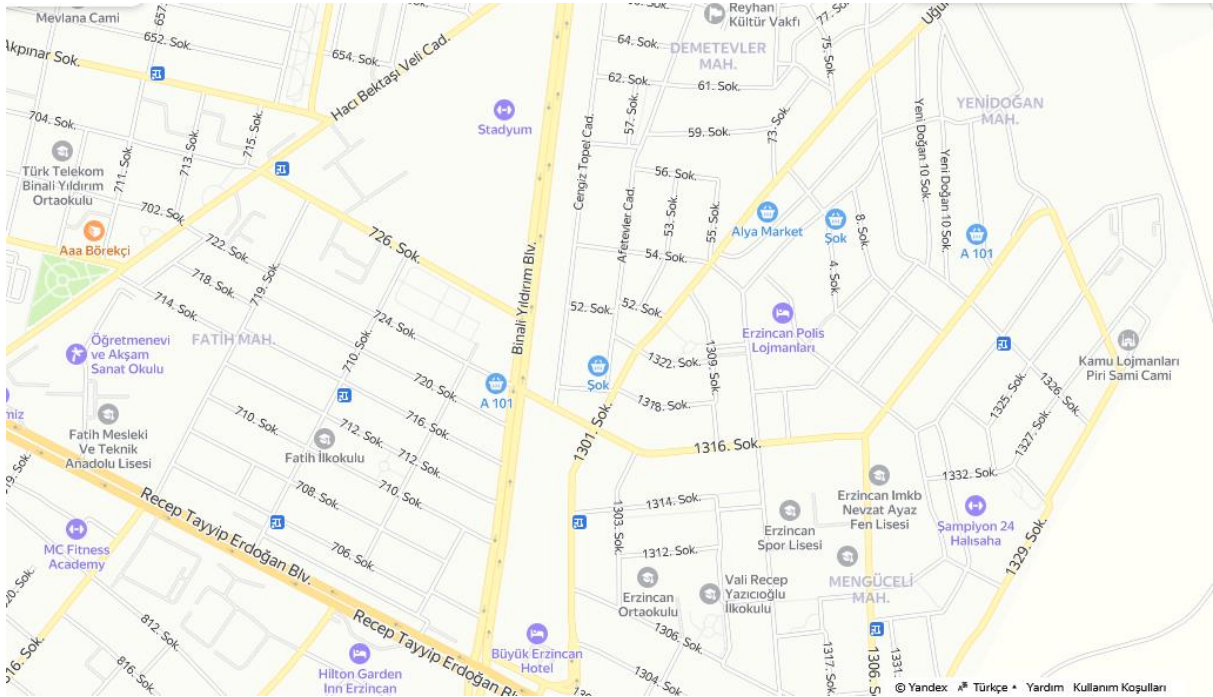 Mevlana Cami
652. Sok.
657.
654. Sok.
Akpınar Sok.
Hacı Bektaşı Veli Cad.
Reyhan
Kültür Vakfı
77. Sok.
75. Sok.
64. Sok.
DEMETEVLER
MAH.
62. Sok.
61. Sok.
57. Sok.
59. Sok.
73. Sok.
YENİDOĞAN
MAH.
Yeni Doğan 10 Sok.
Yeni Doğan 10 Sok.
Stadyum
704. Sok.
711. Sok.
713. Sok.
715. Sok.
Türk Telekom
Binali Yıldırım
Ortaokulu
Cengiz Topel Cad.
Afetevler Cad.
56. Sok.
53. Sok.
55. Sok.
54. Sok.
702. Sok.
Aaa Börekçi
722. Sok.
726. Sok.
Alya Market
Şok
8. Sok.
4. Sok.
A 101
718. Sok.
719. Sok.
714. Sok.
724. Sok.
Binali Yıldırım Blv.
52. Sok.
52. Sok.
Erzincan Polis
Lojmanları
FATİH MAH.
Öğretmenevi
ve Akşam
Sanat Okulu
710. Sok.
720. Sok.
1322. Sok.
1309. Sok.
Kamu Lojmanları
Piri Sami Cami
A 101
Şok
1318. Sok.
1325. Sok.
1326. Sok.
1327. Sok.
miz
Fatih Mesleki
Ve Teknik
Anadolu Lisesi
710. Sok.
716. Sok.
712. Sok.
712. Sok.
Fatih İlkokulu
710. Sok.
708. Sok.
1301. Sok.
1316. Sok.
1332. Sok.
Recep Tayyip Erdoğan Blv.
1303. Sok.
1314. Sok.
Erzincan
Spor Lisesi
Erzincan Imkb
Nevzat Ayaz
Fen Lisesi
Şampiyon 24
Halısaha
1329. Sok.
MC Fitness
Academy
706. Sok.
1312. Sok.
Erzincan
Ortaokulu
Vali Recep
Yazıcıoğlu
İlkokulu
MENGÜCELİ
MAH.
812. Sok.
816. Sok.
816. Sok.
Recep Tayyip Erdoğan Bl
Hilton Garden
Inn Erzincan
Büyük Erzincan
Hotel
1306. Sok.
1304. Sok.
1317. Sok.
1306. S
1331.
© Yandex Türkçe Yardım Kullanım Koşulları